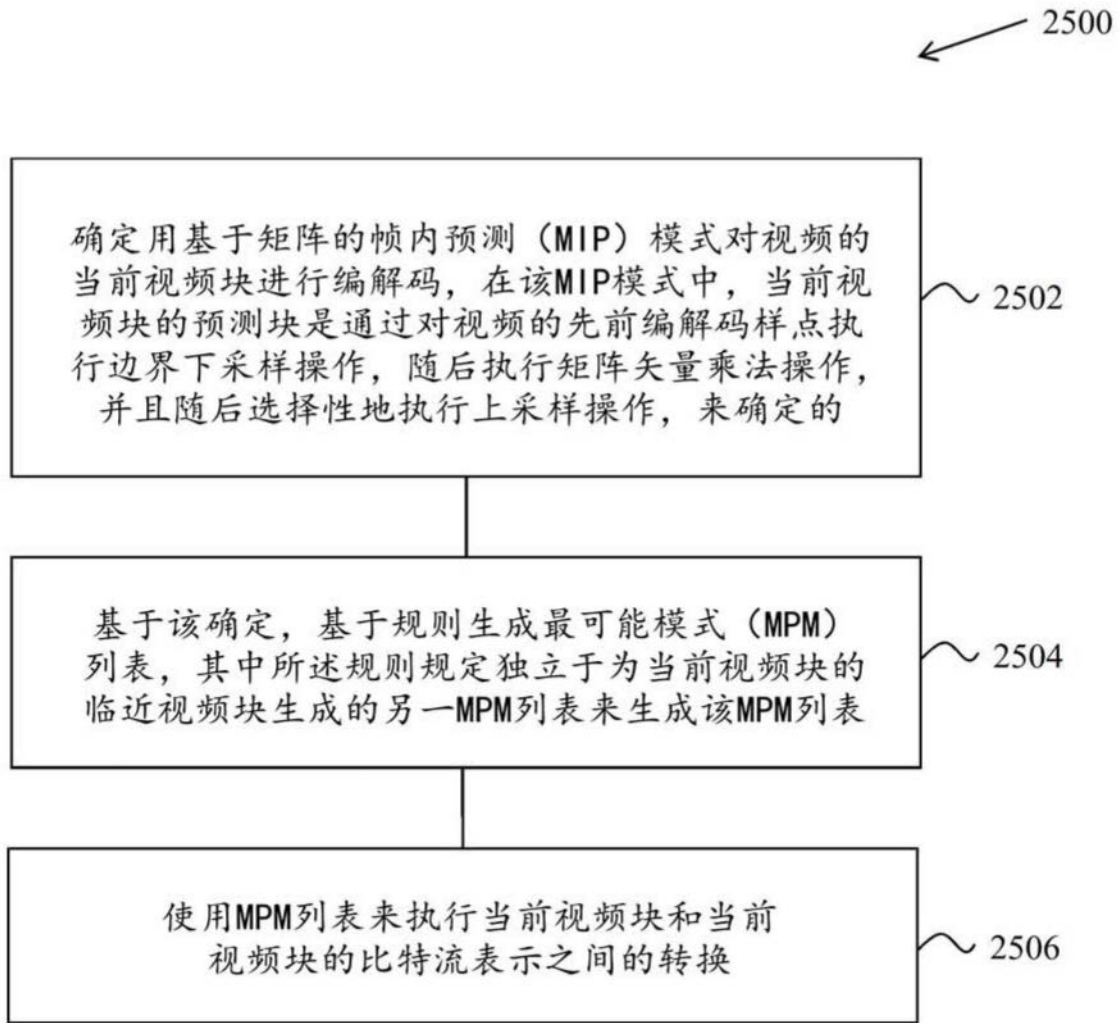 2500
确定用基于矩阵的帧内预测（MIP）模式对视频的
当前视频块进行编解码，在该MIP模式中，当前视
频块的预测块是通过对视频的先前编解码样点执
行边界下采样操作，随后执行矩阵矢量乘法操作，
并且随后选择性地执行上采样操作，来确定的
2502
基于该确定，基于规则生成最可能模式（MPM）
列表，其中所述规则规定独立于为当前视频块的
临近视频块生成的另一MPM列表来生成该MPM列表
2504
使用MPM列表来执行当前视频块和当前
视频块的比特流表示之间的转换
2506